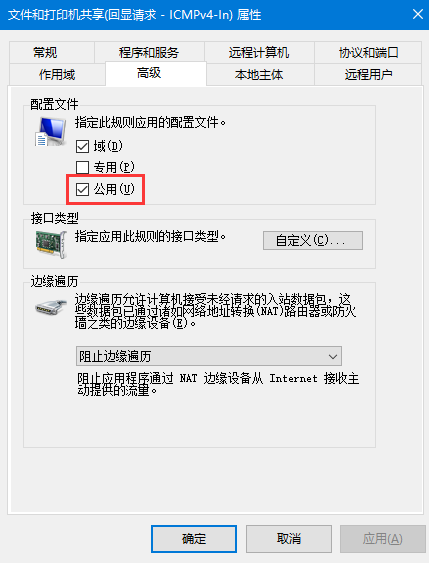 文件和打印机共享(回显请求 - ICMPv4-In) 属性
常规 程序和服务 远程计算机 协议和端口
作用域 高级 本地主体 远程用户
配置文件
指定此规则应用的配置文件。
域(D)
专用(P)
公用(U)
接口类型
指定应用此规则的接口类型。 自定义(C)...
边缘遍历
边缘遍历允许计算机接受未经请求的入站数据包，这
些数据包已通过诸如网络地址转换(NAT)路由器或防火
墙之类的边缘设备(E)。
阻止边缘遍历
阻止应用程序通过 NAT 边缘设备从 Internet 接收主
动提供的流量。
确定 取消 应用(A)